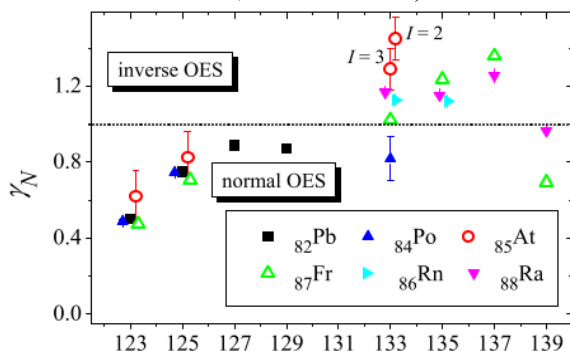 1.2
0.8
0.4
0.0
γN
inverse OES
I = 3
I = 2
normal OES
82Pb 84Po 85At
87Fr 86Rn 88Ra
123 125 127 129 131 133 135 137 139